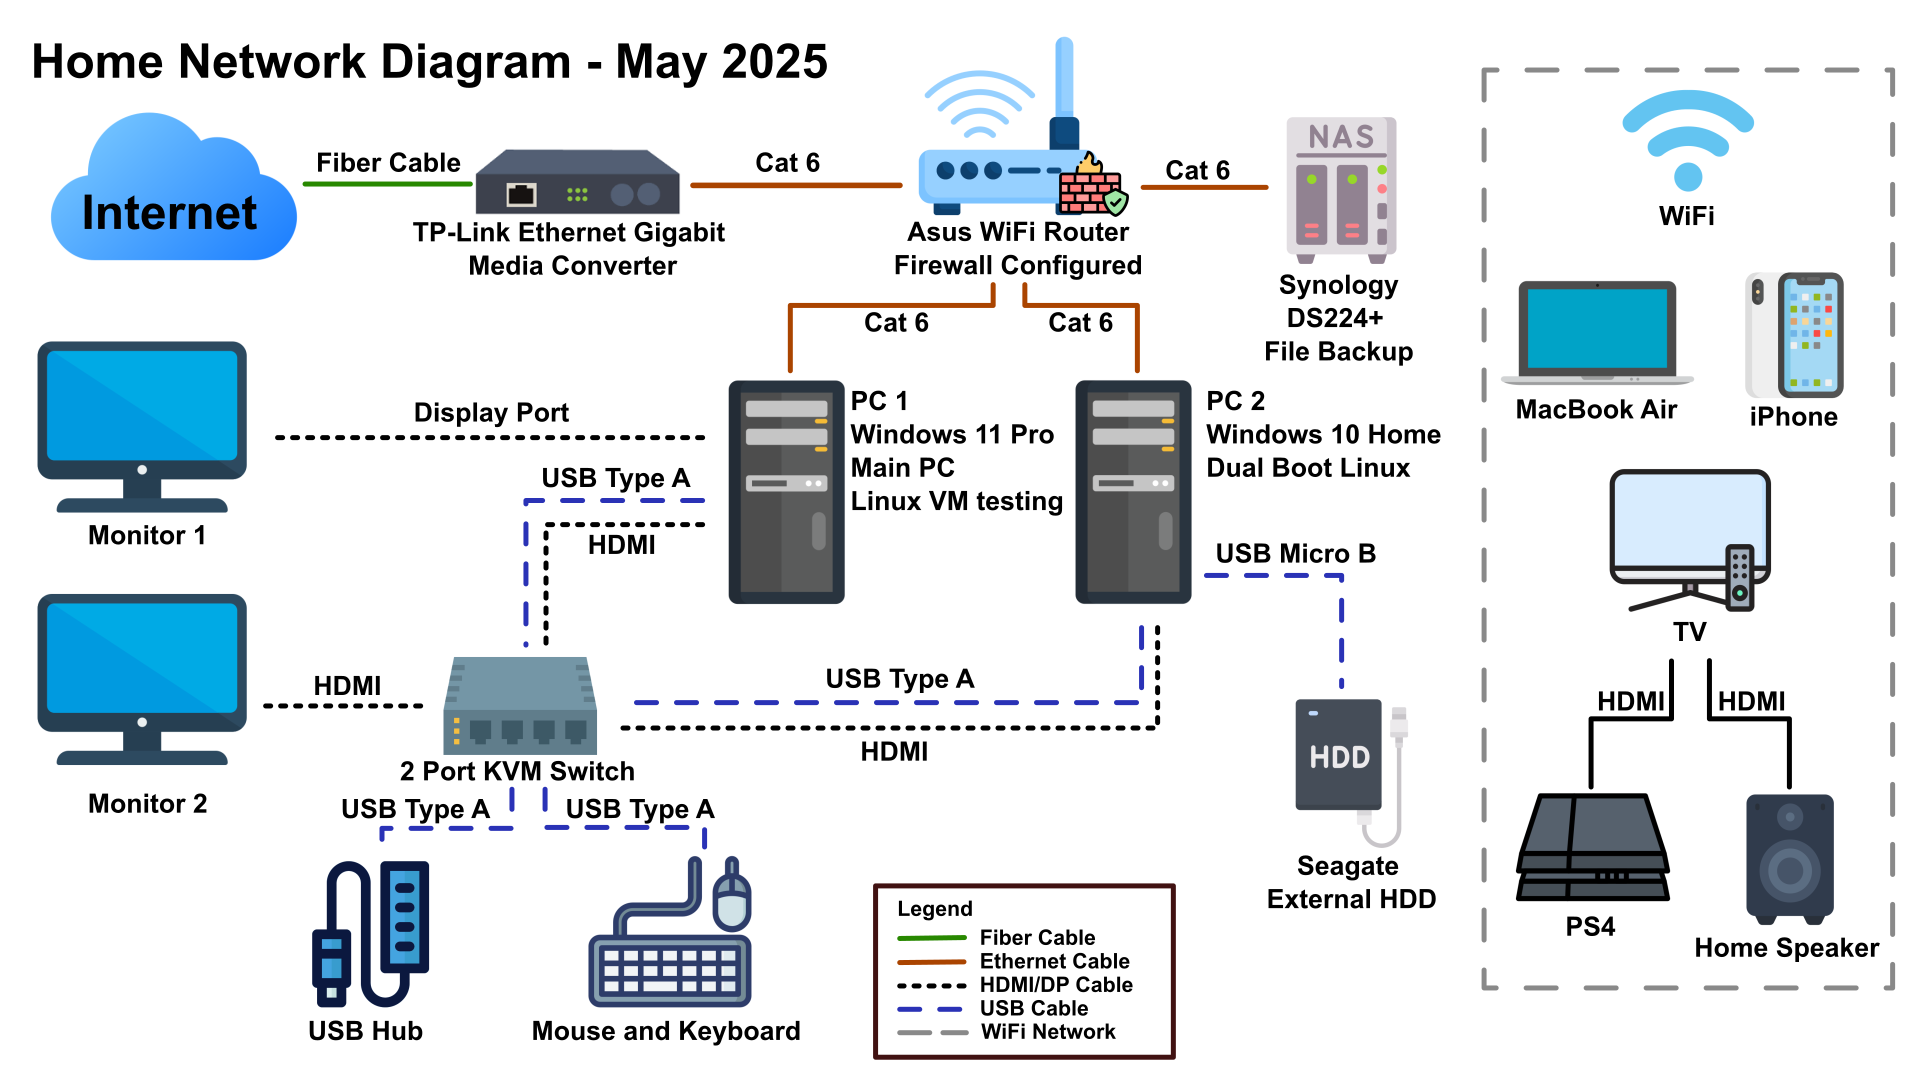 Home Network Diagram - May 2025
Internet
Fiber Cable
TP-Link Ethernet Gigabit
Media Converter
Cat 6
Asus WiFi Router
Firewall Configured
Cat 6
NAS
Synology
DS224+
File Backup
Cat 6
Cat 6
Monitor 1
Display Port
USB Type A
HDMI
PC 1
Windows 11 Pro
Main PC
Linux VM testing
PC 2
Windows 10 Home
Dual Boot Linux
USB Micro B
HDD
Seagate
External HDD
Monitor 2
HDMI
2 Port KVM Switch
USB Type A
HDMI
USB Type A
USB Type A
USB Hub
Mouse and Keyboard
Legend
Fiber Cable
Ethernet Cable
HDMI/DP Cable
USB Cable
WiFi Network
WiFi
MacBook Air
iPhone
TV
HDMI
HDMI
PS4
Home Speaker